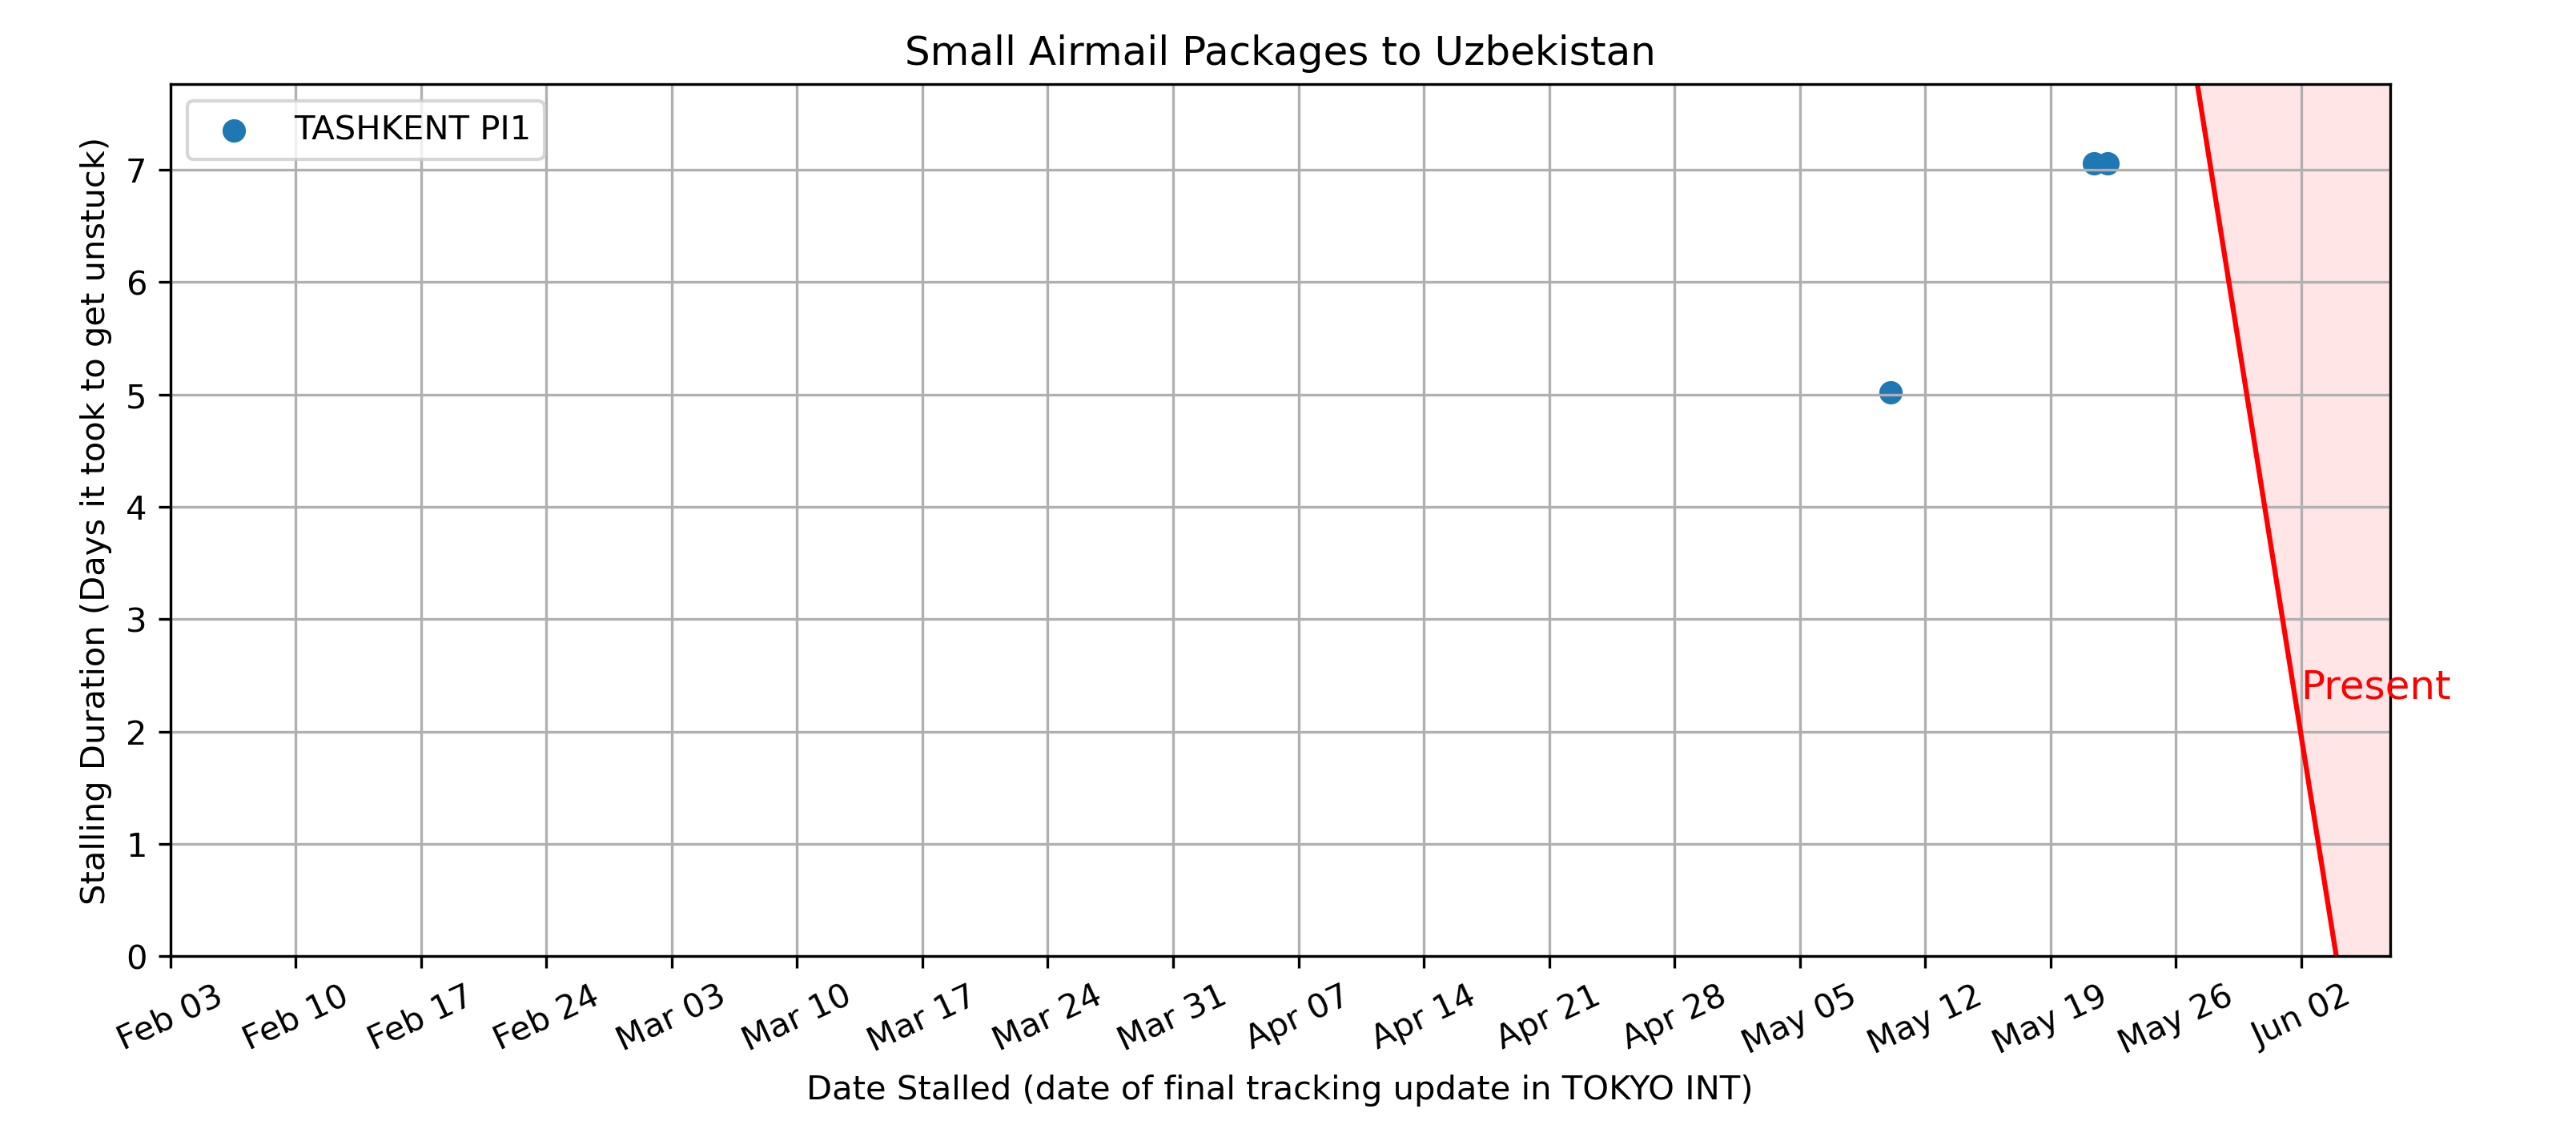 Small Airmail Packages to Uzbekistan
TASHKENT PI1
Stalling Duration (Days it took to get unstuck)
7
6
5
4
3
2
1
0
Present
Feb 03
Feb 10
Feb 17
Feb 24
Mar 03
Mar 10
Mar 17
Mar 24
Mar 31
Apr 07
Apr 14
Apr 21
Apr 28
May 05
May 12
May 19
May 26
Jun 02
Date Stalled (date of final tracking update in TOKYO INT)